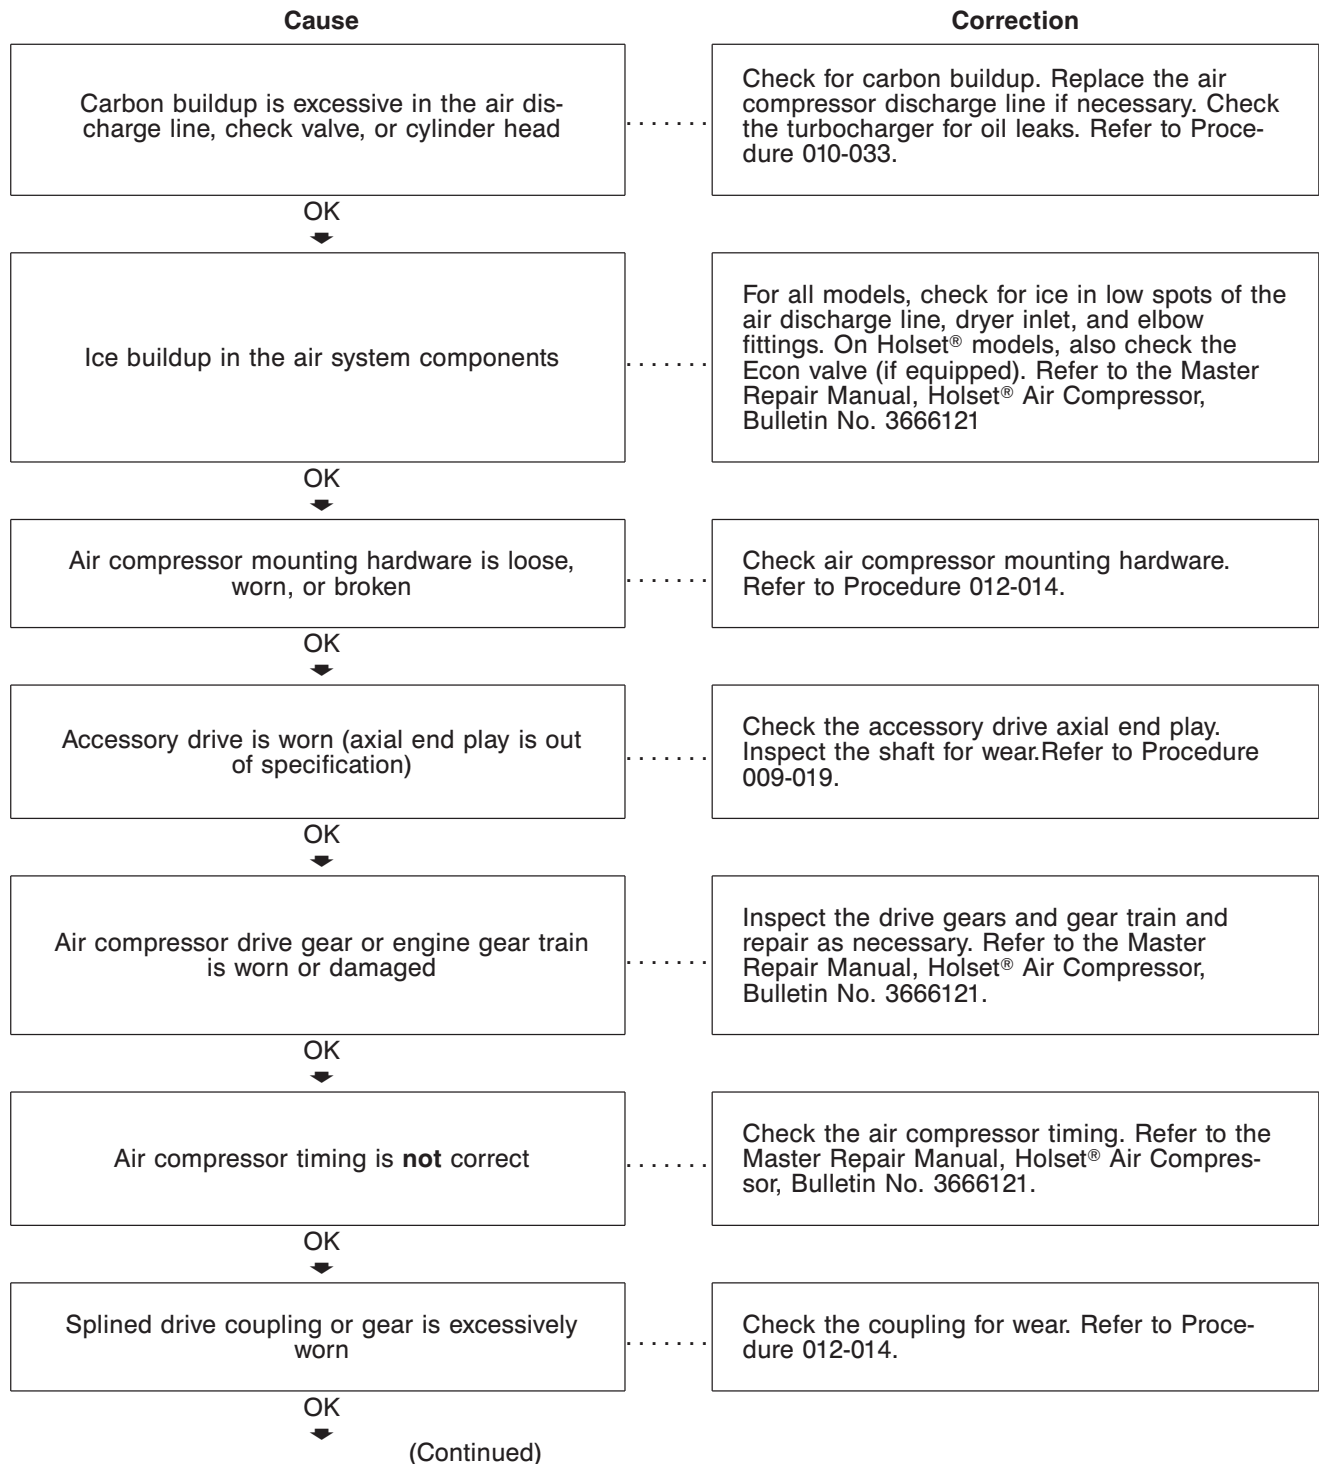 Cause
Correction
Carbon buildup is excessive in the air dis-
charge line, check valve, or cylinder head
. . . . . . .
Check for carbon buildup. Replace the air
compressor discharge line if necessary. Check
the turbocharger for oil leaks. Refer to Proce-
dure 010-033.
OK
Ice buildup in the air system components
. . . . . . .
For all models, check for ice in low spots of the
air discharge line, dryer inlet, and elbow
fittings. On Holset® models, also check the
Econ valve (if equipped). Refer to the Master
Repair Manual, Holset® Air Compressor,
Bulletin No. 3666121
OK
Air compressor mounting hardware is loose,
worn, or broken
. . . . . . .
Check air compressor mounting hardware.
Refer to Procedure 012-014.
OK
Accessory drive is worn (axial end play is out
of specification)
. . . . . . .
Check the accessory drive axial end play.
Inspect the shaft for wear.Refer to Procedure
009-019.
OK
Air compressor drive gear or engine gear train
is worn or damaged
. . . . . . .
Inspect the drive gears and gear train and
repair as necessary. Refer to the Master
Repair Manual, Holset® Air Compressor,
Bulletin No. 3666121.
OK
Air compressor timing is not correct
. . . . . . .
Check the air compressor timing. Refer to the
Master Repair Manual, Holset® Air Compres-
sor, Bulletin No. 3666121.
OK
Splined drive coupling or gear is excessively
worn
. . . . . . .
Check the coupling for wear. Refer to Proce-
dure 012-014.
OK
(Continued)